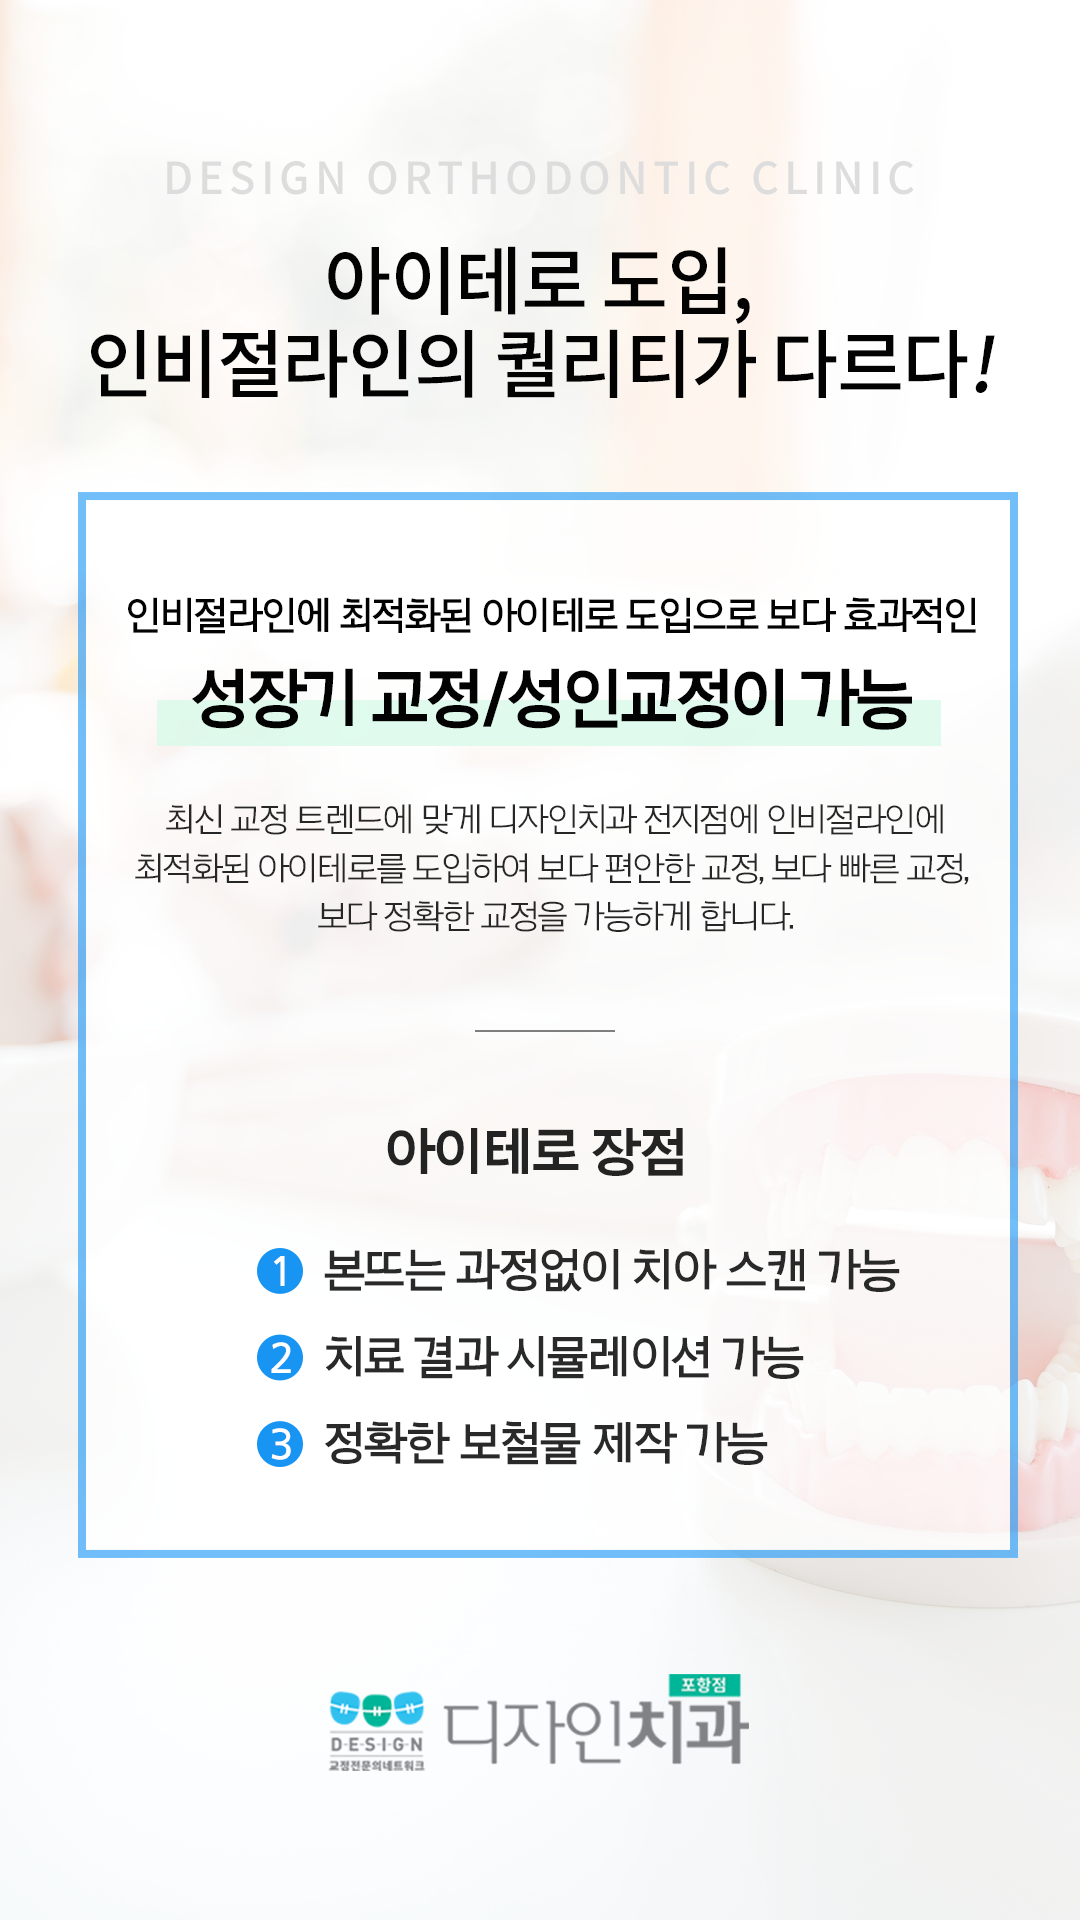 DESIGN ORTHODONTIC CLINIC
아이테로 도입,
인비절라인의 퀄리티가 다르다!
인비절라인에 최적화된 아이테로 도입으로 보다 효과적인
성장기 교정/성인교정이 가능
최신 교정 트렌드에 맞게 디자인치과 전지점에 인비절라인에
최적화된 아이테로를 도입하여 보다 편안한 교정, 보다 빠른 교정,
보다 정확한 교정을 가능하게 합니다.
아이테로 장점
1 본뜨는 과정없이 치아 스캔 가능
2 치료 결과 시뮬레이션 가능
3 정확한 보철물 제작 가능
포항점
디자인치과
D-E-S-I-G-N
교정전문의네트워크